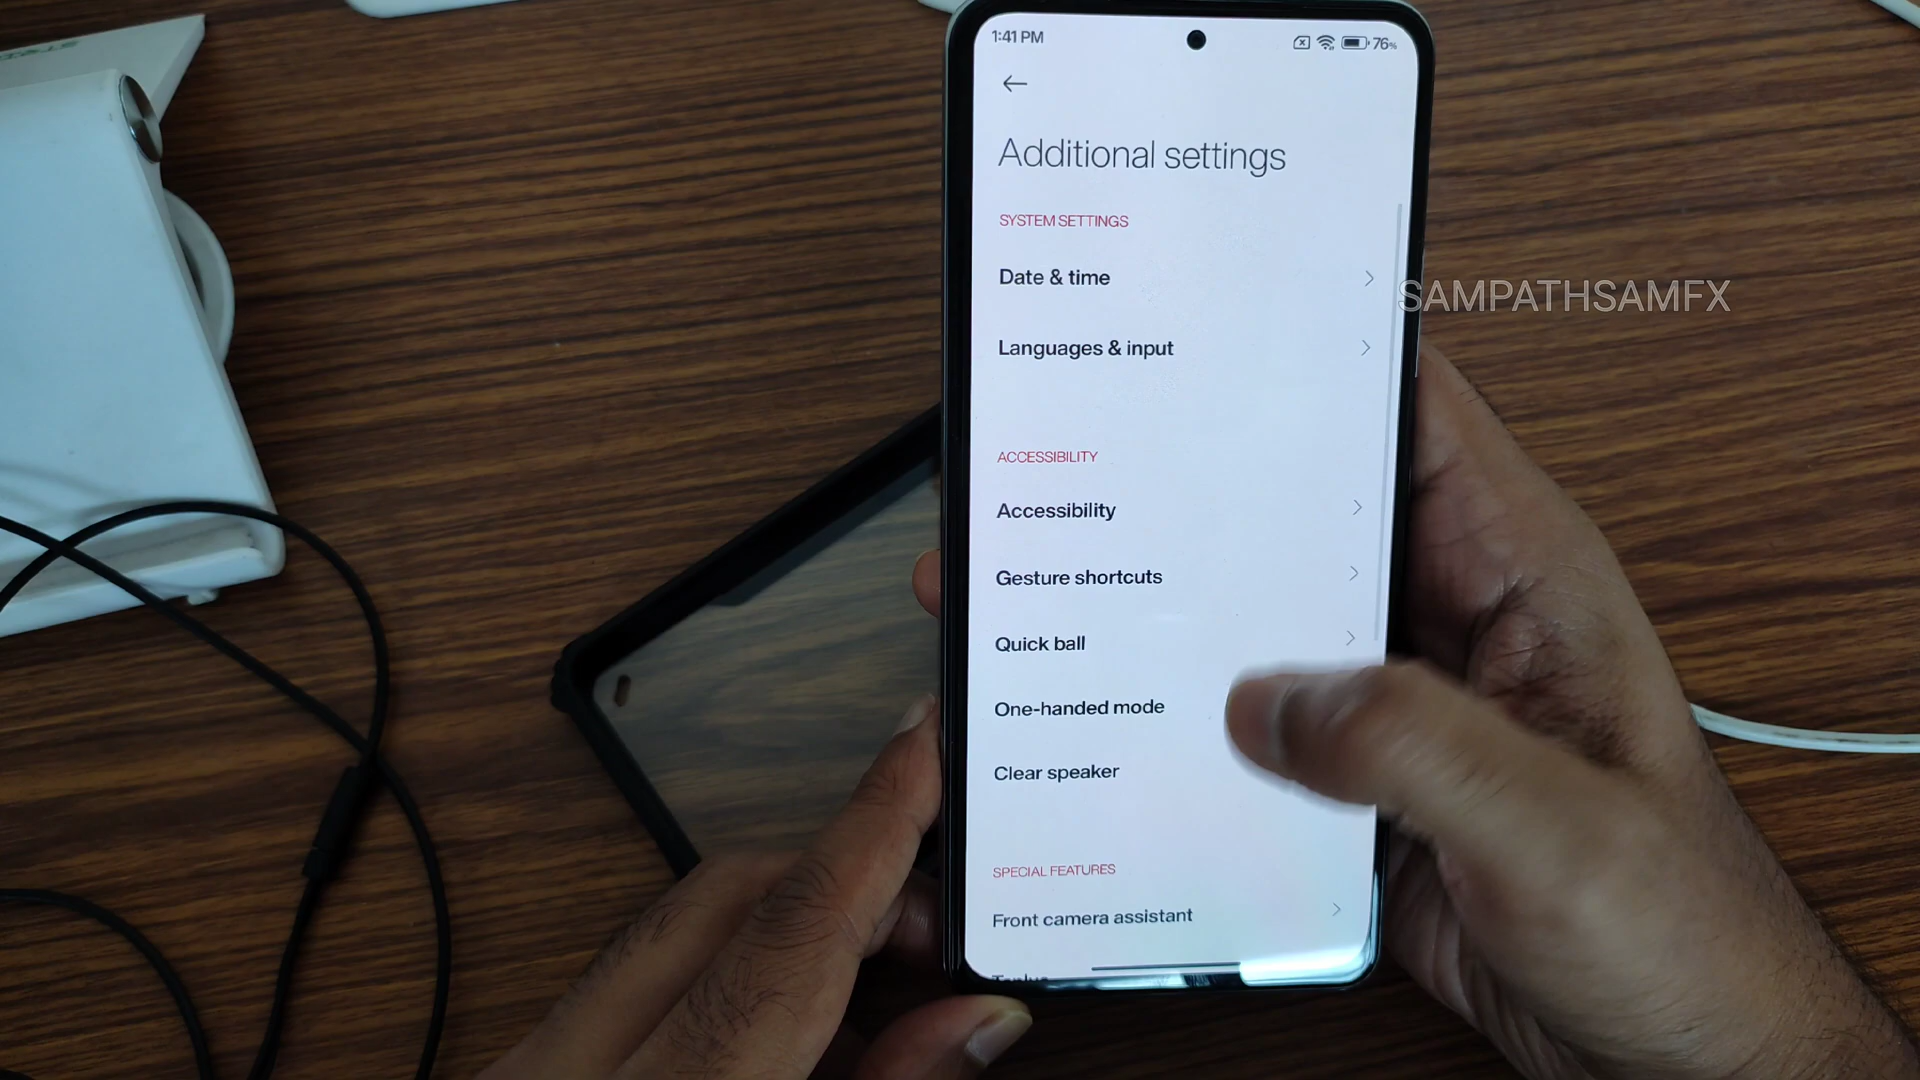 1:41 PM
76%
Additional settings
SYSTEM SETTINGS
Date & time
SAMPATHSAMFX
Languages & input
ACCESSIBILITY
Accessibility
Gesture shortcuts
Quick ball
One-handed mode
Clear speaker
SPECIAL FEATURES
Front camera assistant